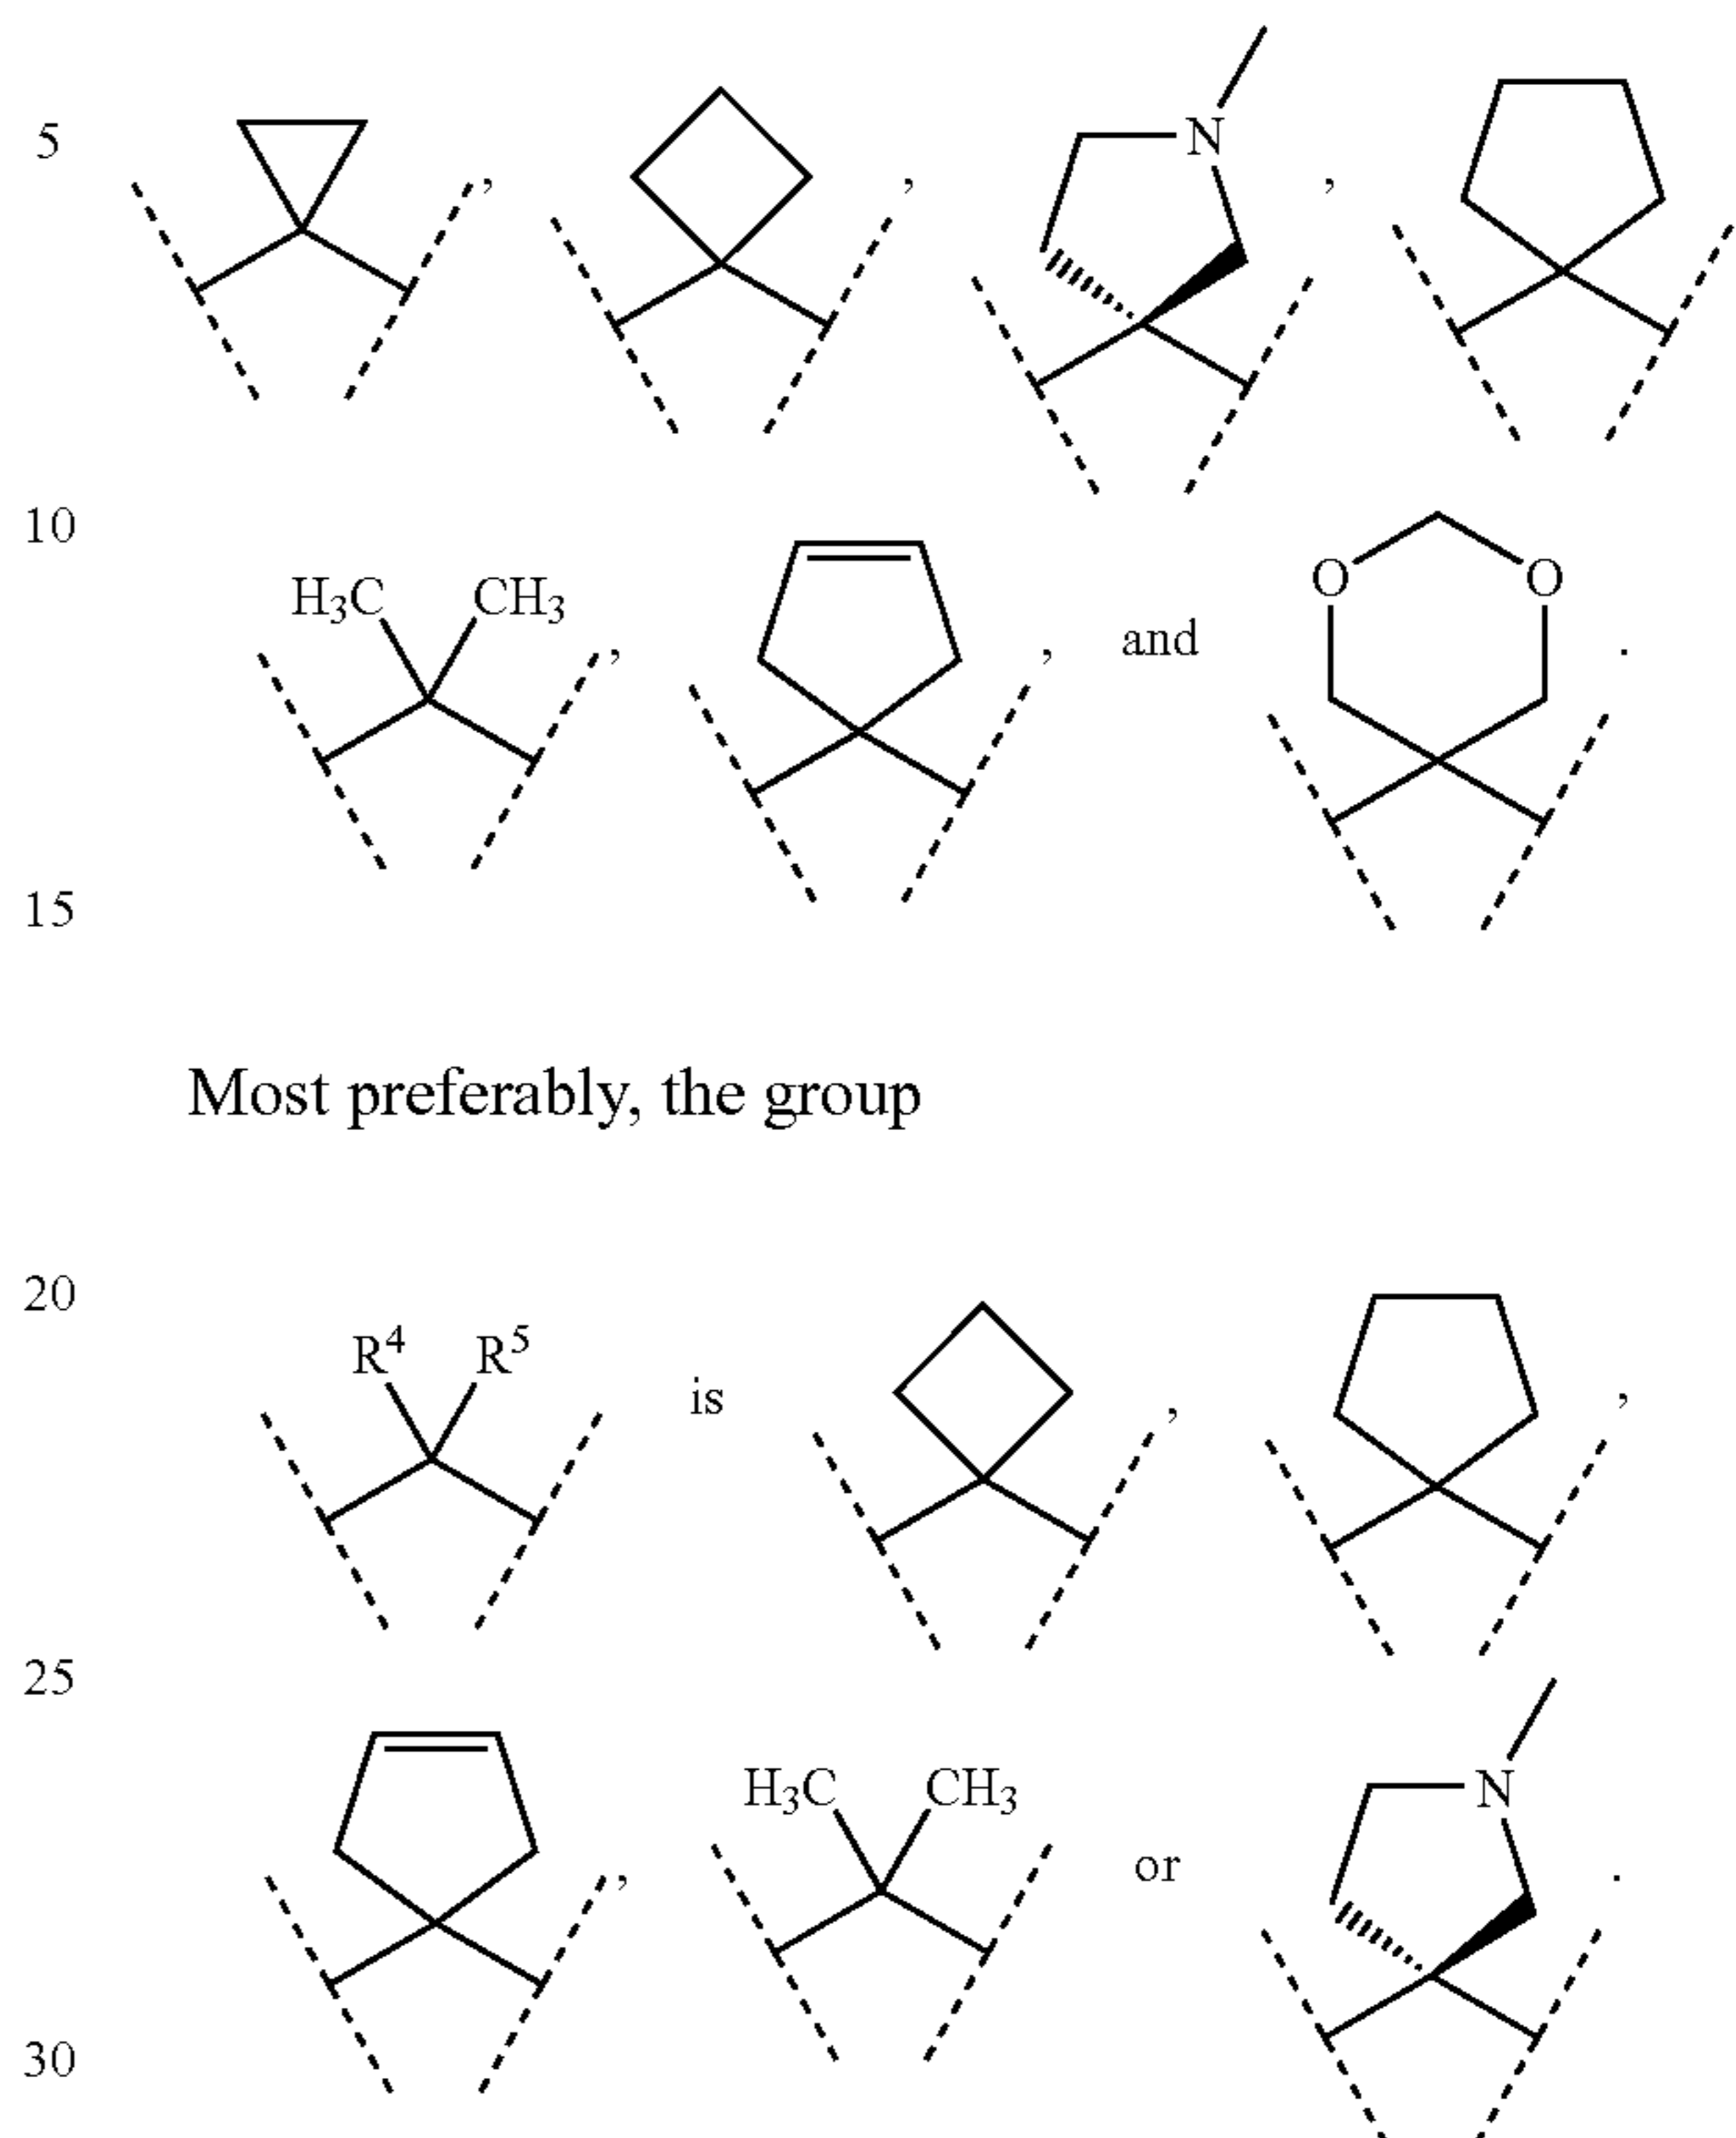 5
N
, , ,
10
H₃C CH₃
O O
, , and .
15
Most preferably, the group
20
R⁴ R⁵
is , ,
25
H₃C CH₃ N
, or .
30